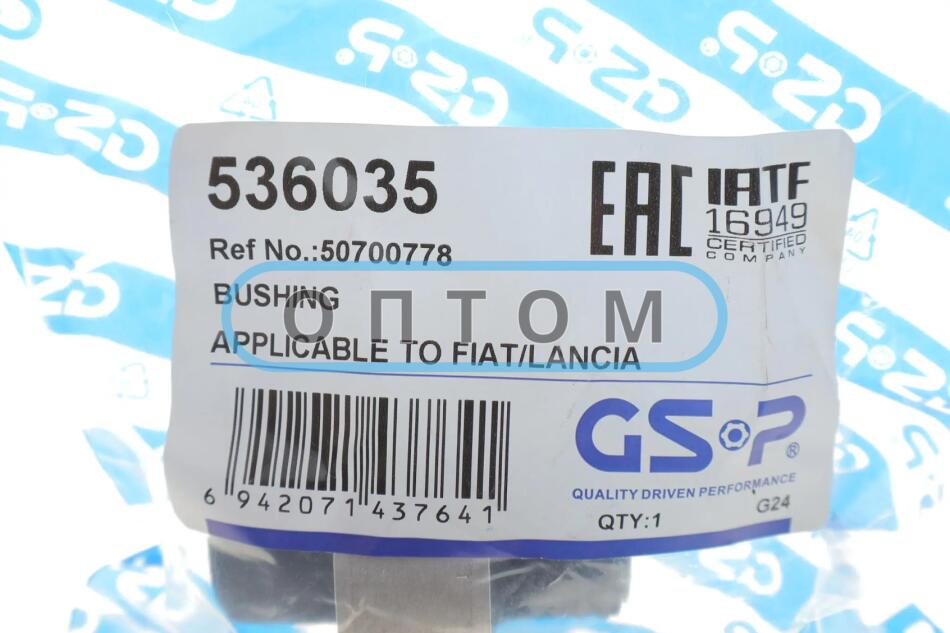 536035
EAC
IATF
16949
CERTIFIED
COMPANY
Ref No.:50700778
BUSHING
ОПТОМ
APPLICABLE TO FIAT/LANCIA
GSP®
QUALITY DRIVEN PERFORMANCE
6 942071 437641
QTY:1
G24